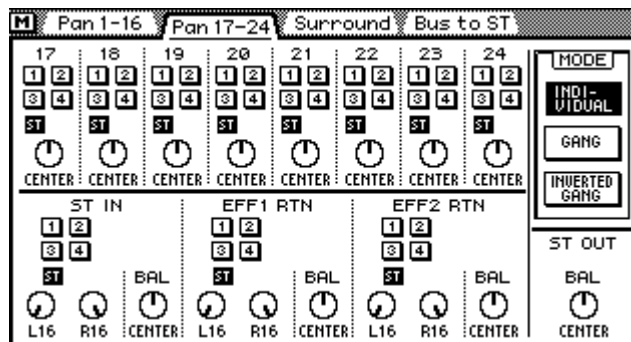 M Pan 1-16 Pan 17-24 Surround Bus to ST
17 18 19 20 21 22 23 24 MODE
1 2 1 2 1 2 1 2 1 2 1 2 1 2 1 2
3 4 3 4 3 4 3 4 3 4 3 4 3 4 3 4 INDI-
VIDUAL
ST ST ST ST ST ST ST ST
GANG
CENTER CENTER CENTER CENTER CENTER CENTER CENTER CENTER INVERTED
GANG
ST IN EFF1 RTN EFF2 RTN
1 2 1 2 1 2
3 4 3 4 3 4 ST OUT
ST BAL ST BAL ST BAL BAL
L16 R16 CENTER L16 R16 CENTER L16 R16 CENTER CENTER